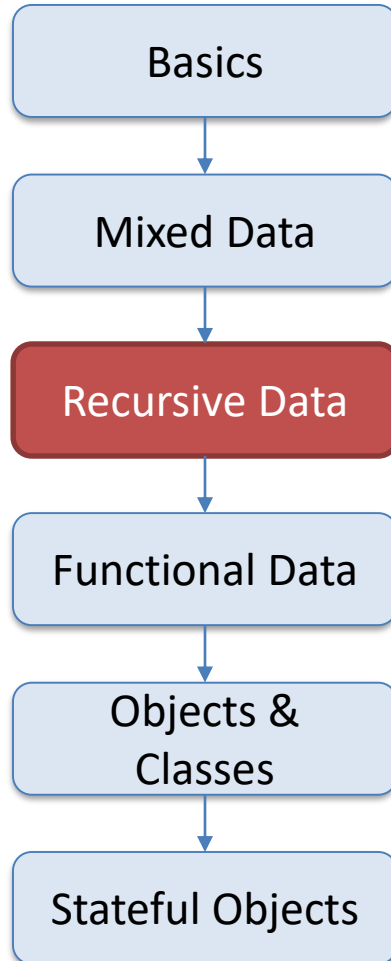 Basics
Mixed Data
Recursive Data
Functional Data
Objects &
Classes
Stateful Objects